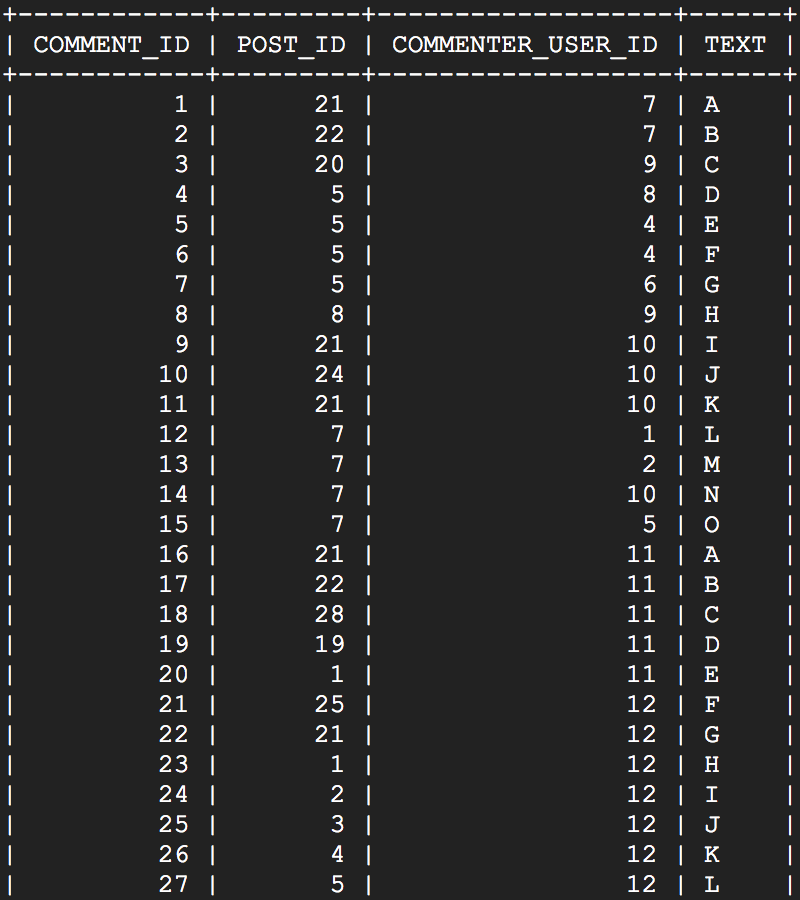 +------------+---------+-------------------+------+
| COMMENT_ID | POST_ID | COMMENTER_USER_ID | TEXT |
+------------+---------+-------------------+------+
|          1 |      21 |                 7 | A    |
|          2 |      22 |                 7 | B    |
|          3 |      20 |                 9 | C    |
|          4 |       5 |                 8 | D    |
|          5 |       5 |                 4 | E    |
|          6 |       5 |                 4 | F    |
|          7 |       5 |                 6 | G    |
|          8 |       8 |                 9 | H    |
|          9 |      21 |                10 | I    |
|         10 |      24 |                10 | J    |
|         11 |      21 |                10 | K    |
|         12 |       7 |                 1 | L    |
|         13 |       7 |                 2 | M    |
|         14 |       7 |                10 | N    |
|         15 |       7 |                 5 | O    |
|         16 |      21 |                11 | A    |
|         17 |      22 |                11 | B    |
|         18 |      28 |                11 | C    |
|         19 |      19 |                11 | D    |
|         20 |       1 |                11 | E    |
|         21 |      25 |                12 | F    |
|         22 |      21 |                12 | G    |
|         23 |       1 |                12 | H    |
|         24 |       2 |                12 | I    |
|         25 |       3 |                12 | J    |
|         26 |       4 |                12 | K    |
|         27 |       5 |                12 | L    |